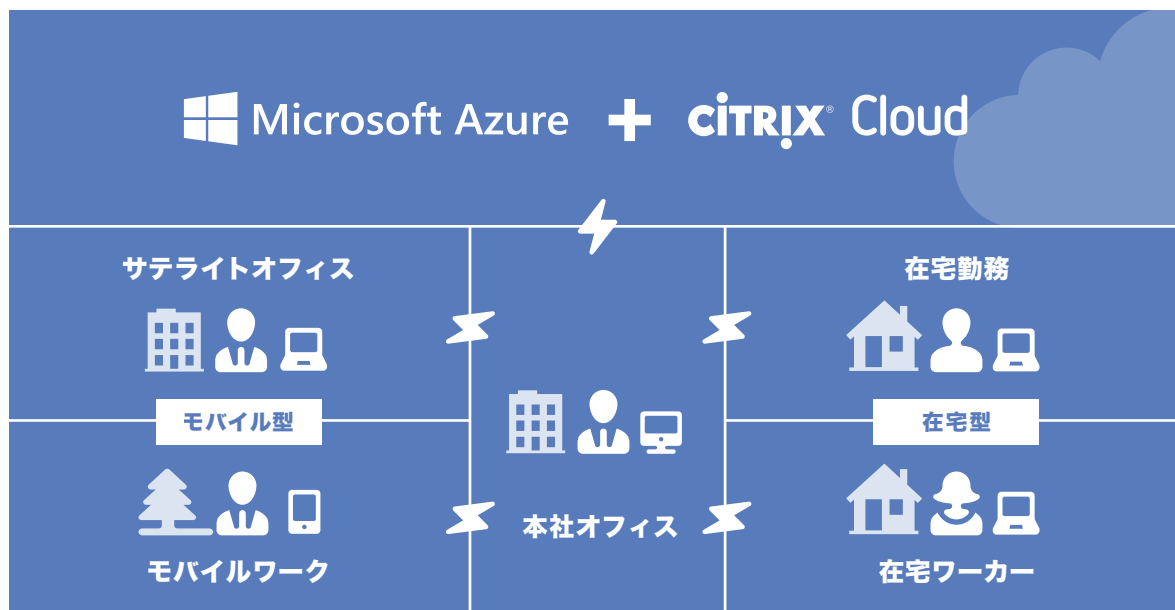 Microsoft Azure + CiTRIX® Cloud
サテライトオフィス
在宅勤務
モバイル型
在宅型
本社オフィス
モバイルワーク
在宅ワーカー